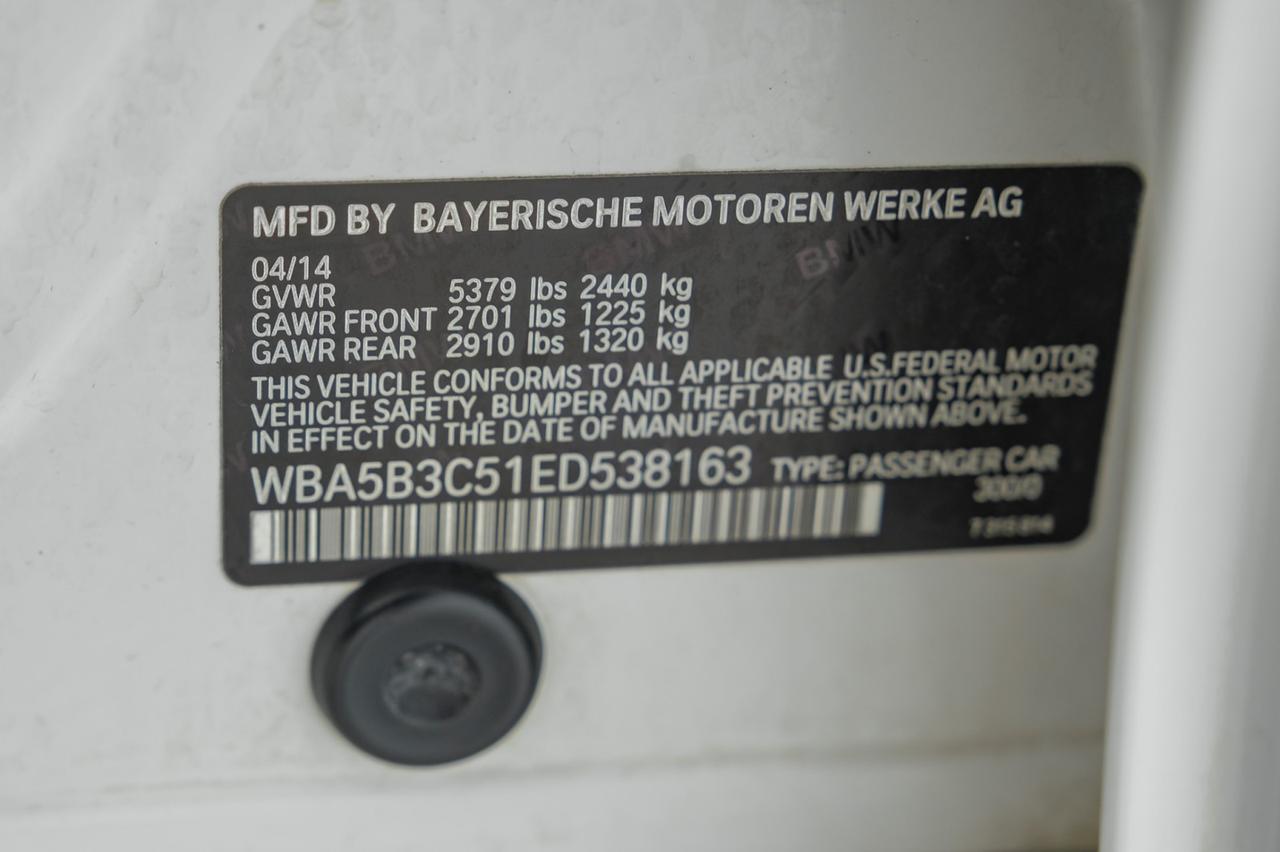 MFD BY BAYERISCHE MOTOREN WERKE AG
04/14
GVWR 5379 lbs 2440 kg
GAWR FRONT 2701 lbs 1225 kg
GAWR REAR 2910 lbs 1320 kg
THIS VEHICLE CONFORMS TO ALL APPLICABLE U.S.FEDERAL MOTOR
VEHICLE SAFETY, BUMPER AND THEFT PREVENTION STANDARDS
IN EFFECT ON THE DATE OF MANUFACTURE SHOWN ABOVE.
WBA5B3C51ED538163 TYPE: PASSENGER CAR